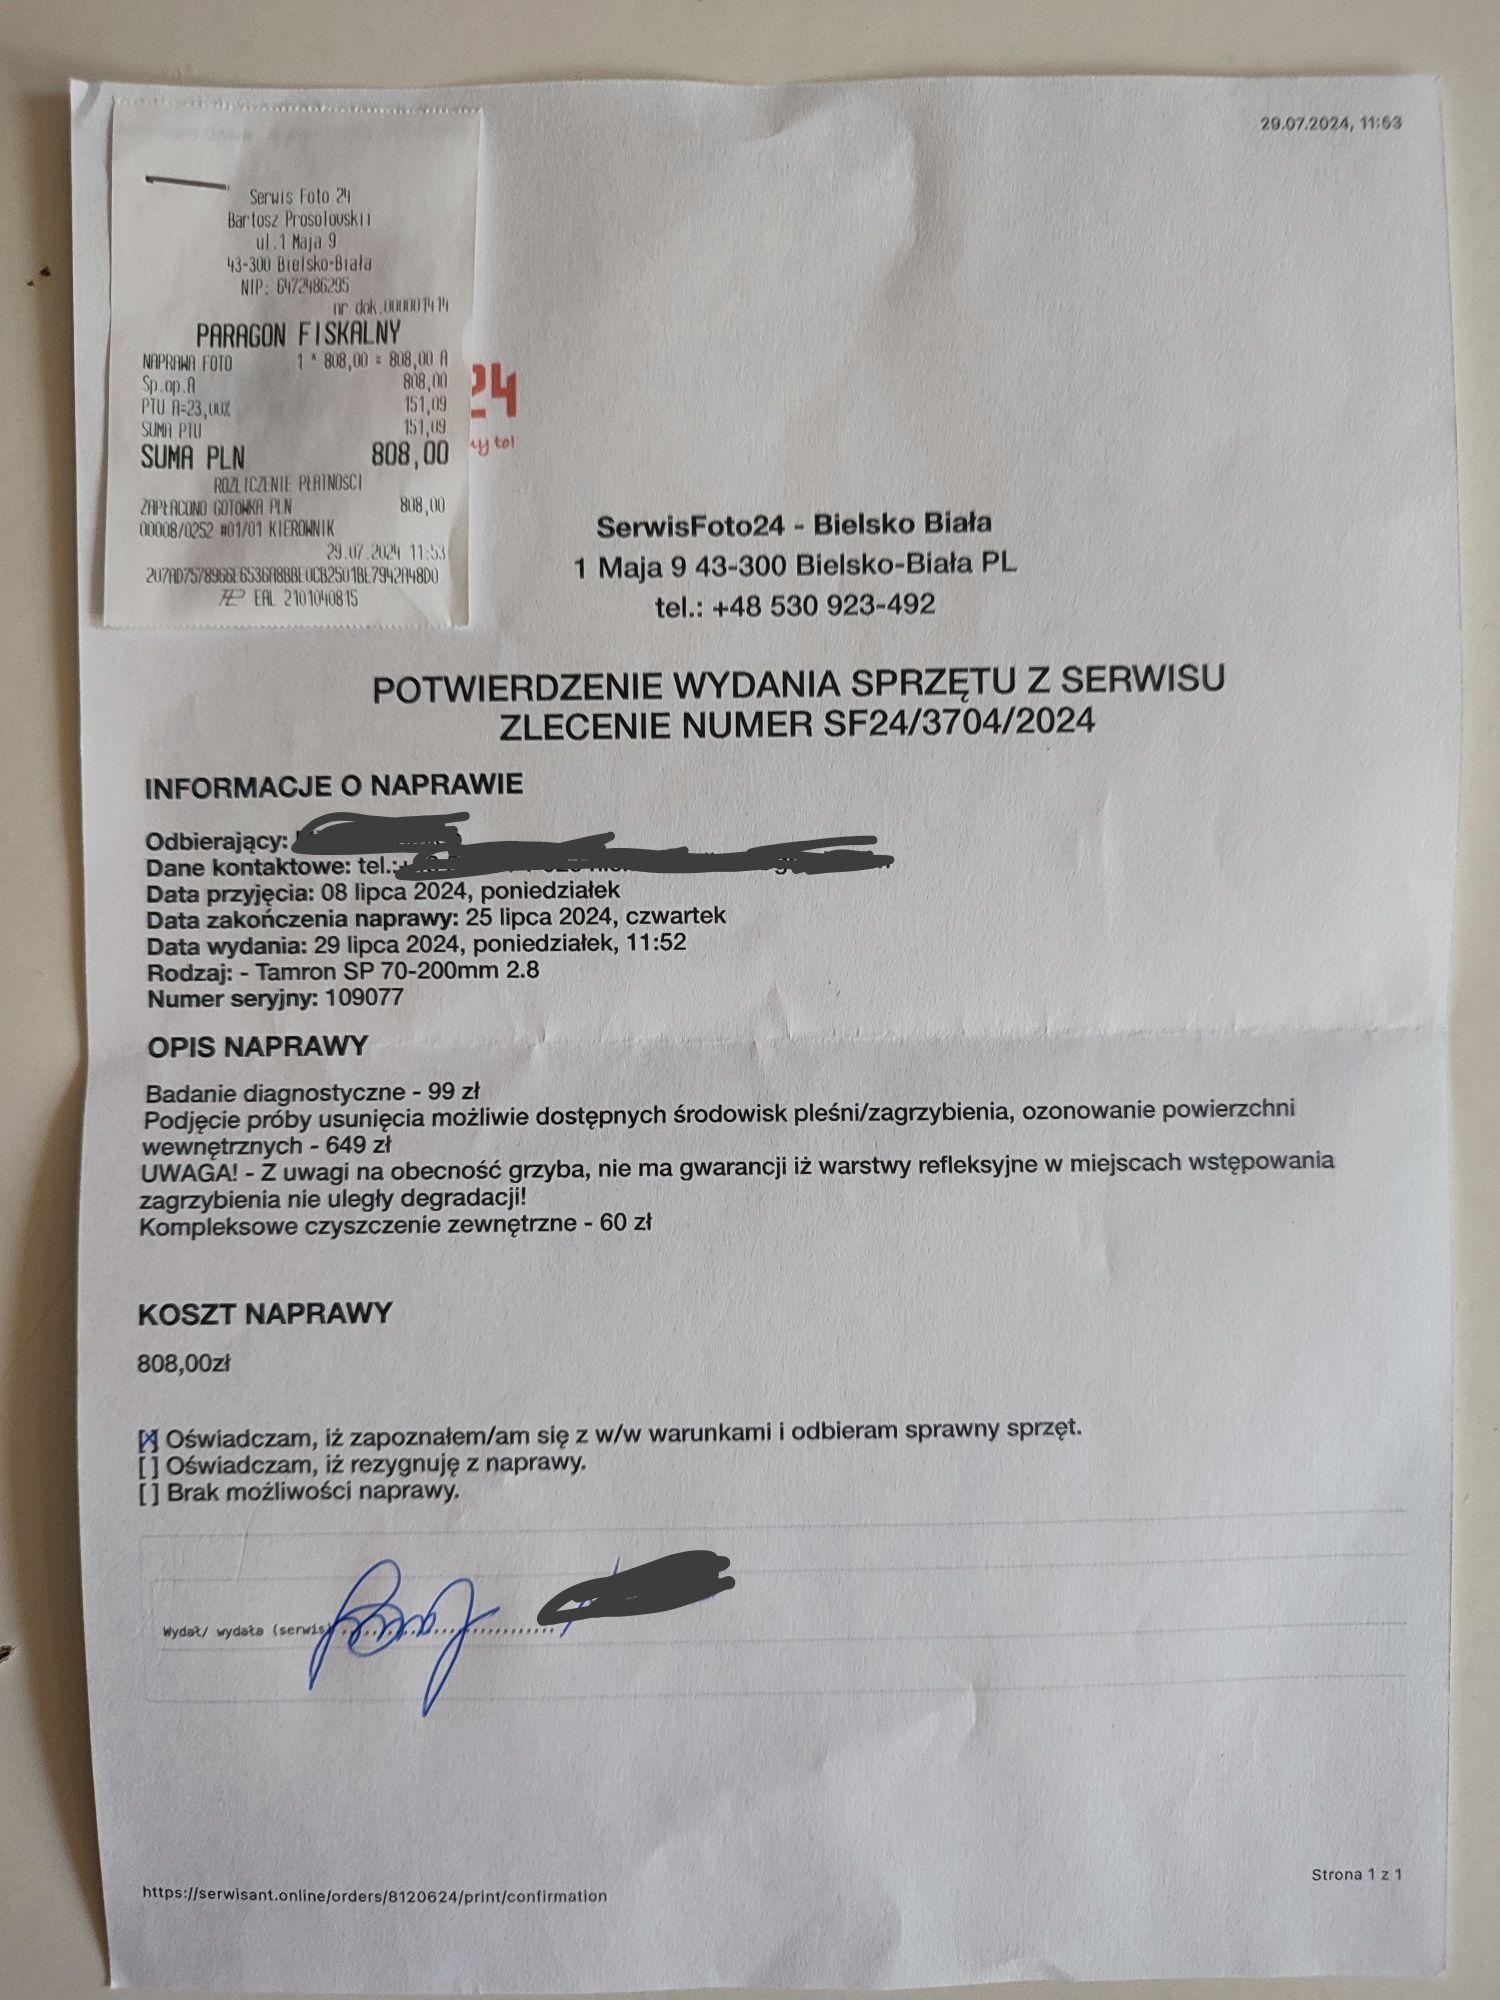 29.07.2024, 11:53
Serwis Foto 24
Bartosz Prosolovskii
ul.1 Maja 9
43-300 Bielsko-Biała
NIP: 6472486295
nr dok.000001414
PARAGON FISKALNY
NAPRAWA FOTO 1 * 808,00 = 808,00 A
Sp.op.A 808,00
PTU A=23,00% 151,09
SUMA PTU 151,09
SUMA PLN 808,00
ROZLICZENIE PŁATNOŚCI
ZAPŁACONO GOTÓWKA PLN 808,00
00008/0252 #01/01 KIEROWNIK
29.07.2024 11:53
207AD7578966E6536A8BBE0CB2501BE7942A48D0
EAL 2101040815
24
to!
SerwisFoto24 - Bielsko Biała
1 Maja 9 43-300 Bielsko-Biała PL
tel.: +48 530 923-492
POTWIERDZENIE WYDANIA SPRZĘTU Z SERWISU
ZLECENIE NUMER SF24/3704/2024
INFORMACJE O NAPRAWIE
Odbierający:
Dane kontaktowe: tel.:
Data przyjęcia: 08 lipca 2024, poniedziałek
Data zakończenia naprawy: 25 lipca 2024, czwartek
Data wydania: 29 lipca 2024, poniedziałek, 11:52
Rodzaj: - Tamron SP 70-200mm 2.8
Numer seryjny: 109077
OPIS NAPRAWY
Badanie diagnostyczne - 99 zł
Podjęcie próby usunięcia możliwie dostępnych środowisk pleśni/zagrzybienia, ozonowanie powierzchni
wewnętrznych - 649 zł
UWAGA! - Z uwagi na obecność grzyba, nie ma gwarancji iż warstwy refleksyjne w miejscach wstępowania
zagrzybienia nie uległy degradacji!
Kompleksowe czyszczenie zewnętrzne - 60 zł
KOSZT NAPRAWY
808,00zł
[x] Oświadczam, iż zapoznałem/am się z w/w warunkami i odbieram sprawny sprzęt.
[ ] Oświadczam, iż rezygnuję z naprawy.
[ ] Brak możliwości naprawy.
Wydał/ wydała (serwis)
https://serwisant.online/orders/8120624/print/confirmation
Strona 1 z 1